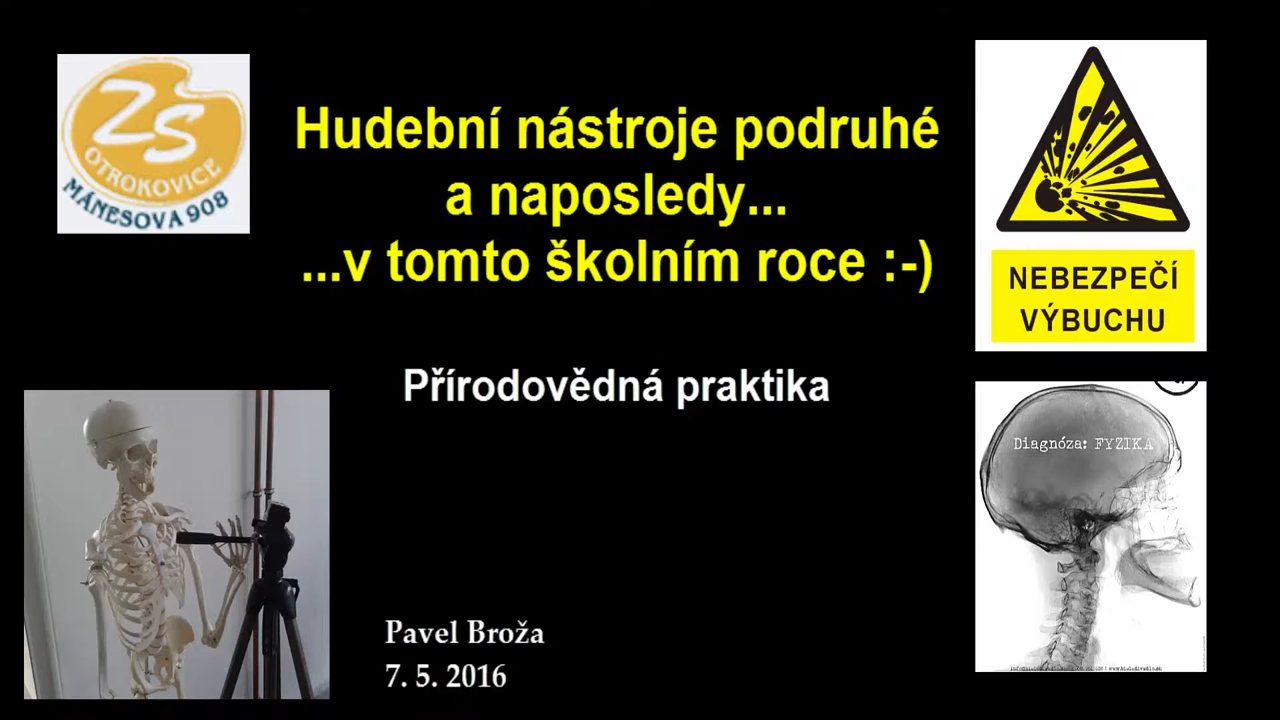 ZŠ
OTROKOVICE
MÁNESOVA 908
Hudební nástroje podruhé
a naposledy...
...v tomto školním roce :-)
Přírodovědná praktika
NEBEZPEČÍ
VÝBUCHU
Diagnóza: FYZIKA
Pavel Broža
7. 5. 2016